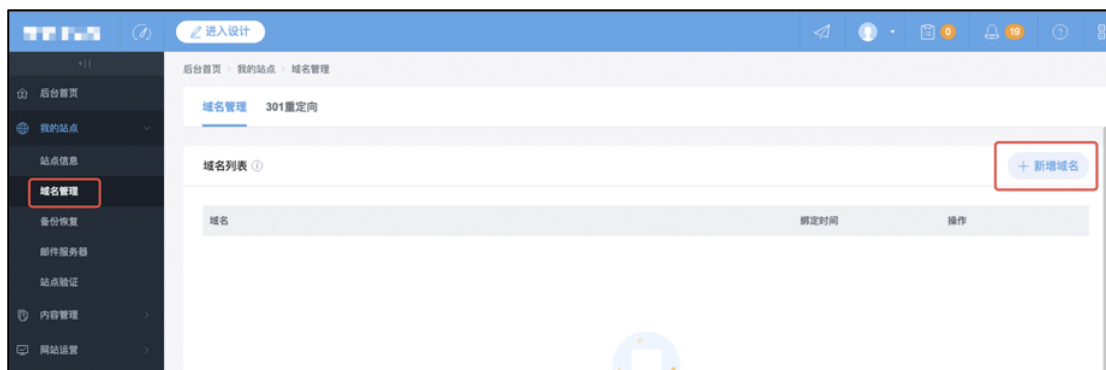 进入设计
0
19
后台首页 > 我的站点 > 域名管理
后台首页
我的站点
站点信息
域名管理
备份恢复
邮件服务器
站点验证
内容管理
网站运营
域名管理 301重定向
域名列表
+ 新增域名
域名 绑定时间 操作